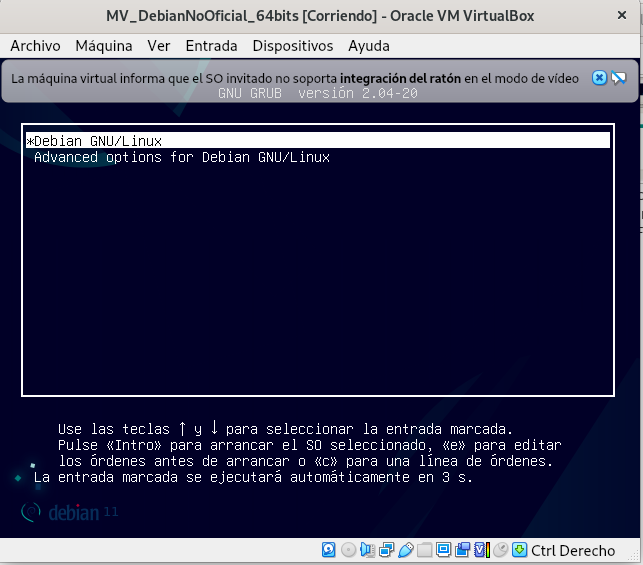 MV_DebianNoOficial_64bits [Corriendo] - Oracle VM VirtualBox
Archivo Máquina Ver Entrada Dispositivos Ayuda
La máquina virtual informa que el SO invitado no soporta integración del ratón en el modo de vídeo
GNU GRUB versión 2.04-20
*Debian GNU/Linux
Advanced options for Debian GNU/Linux
Use las teclas ↑ y ↓ para seleccionar la entrada marcada.
Pulse «Intro» para arrancar el SO seleccionado, «e» para editar
los órdenes antes de arrancar o «c» para una línea de órdenes.
La entrada marcada se ejecutará automáticamente en 3 s.
debian 11
Ctrl Derecho